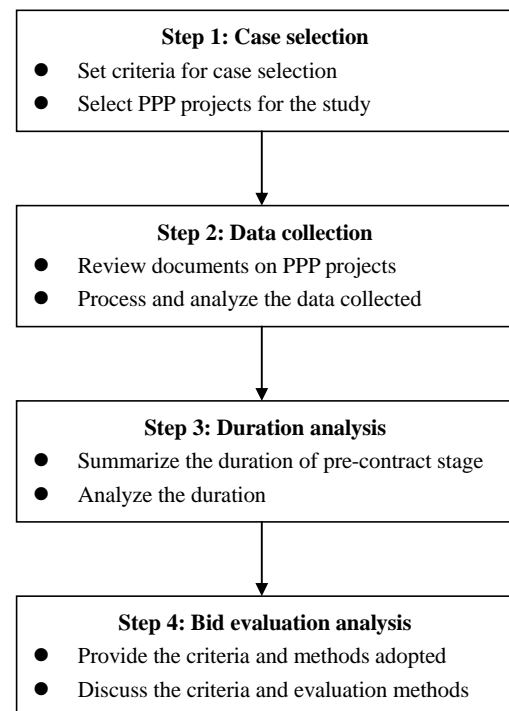 Step 1: Case selection
● Set criteria for case selection
● Select PPP projects for the study
Step 2: Data collection
● Review documents on PPP projects
● Process and analyze the data collected
Step 3: Duration analysis
● Summarize the duration of pre-contract stage
● Analyze the duration
Step 4: Bid evaluation analysis
● Provide the criteria and methods adopted
● Discuss the criteria and evaluation methods